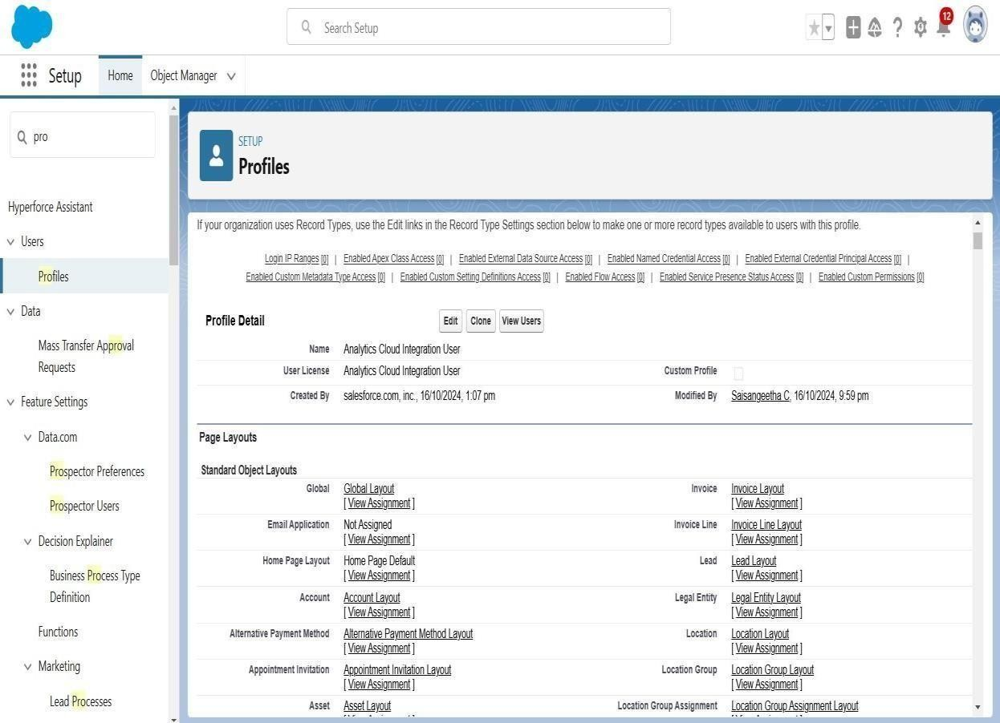 Search Setup
12
Setup
Home
Object Manager
pro
Hyperforce Assistant
Users
Profiles
Data
Mass Transfer Approval
Requests
Feature Settings
Data.com
Prospector Preferences
Prospector Users
Decision Explainer
Business Process Type
Definition
Functions
Marketing
Lead Processes
SETUP
Profiles
If your organization uses Record Types, use the Edit links in the Record Type Settings section below to make one or more record types available to users with this profile.
Login IP Ranges [0] | Enabled Apex Class Access [0] | Enabled External Data Source Access [0] | Enabled Named Credential Access [0] | Enabled External Credential Principal Access [0] |
Enabled Custom Metadata Type Access [0] | Enabled Custom Setting Definitions Access [0] | Enabled Flow Access [0] | Enabled Service Presence Status Access [0] | Enabled Custom Permissions [0]
Profile Detail Edit Clone View Users
Name Analytics Cloud Integration User
User License Analytics Cloud Integration User Custom Profile
Created By salesforce.com, inc., 16/10/2024, 1:07 pm Modified By Saisangeetha C, 16/10/2024, 9:59 pm
Page Layouts
Standard Object Layouts
Global Global Layout Invoice Invoice Layout
[ View Assignment ] [ View Assignment ]
Email Application Not Assigned Invoice Line Invoice Line Layout
[ View Assignment ] [ View Assignment ]
Home Page Layout Home Page Default Lead Lead Layout
[ View Assignment ] [ View Assignment ]
Account Account Layout Legal Entity Legal Entity Layout
[ View Assignment ] [ View Assignment ]
Alternative Payment Method Alternative Payment Method Layout Location Location Layout
[ View Assignment ] [ View Assignment ]
Appointment Invitation Appointment Invitation Layout Location Group Location Group Layout
[ View Assignment ] [ View Assignment ]
Asset Asset Layout Location Group Assignment Location Group Assignment Layout